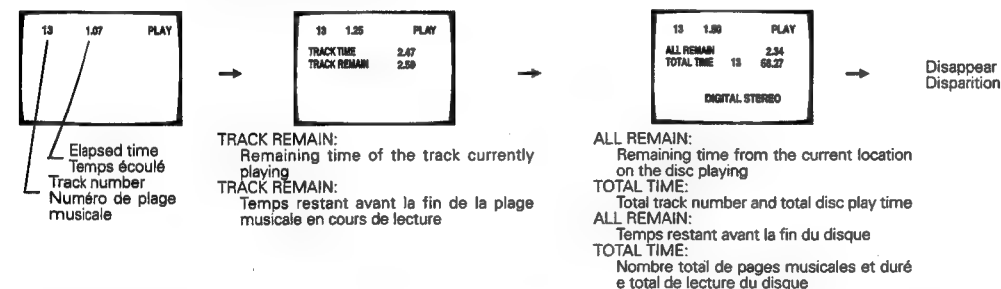 13 1.07 PLAY
Elapsed time
Temps écoulé
Track number
Numéro de plage
musicale
13 1.25 PLAY
TRACK TIME 2.47
TRACK REMAIN 2.59
TRACK REMAIN:
Remaining time of the track currently
playing
TRACK REMAIN:
Temps restant avant la fin de la plage
musicale en cours de lecture
13 1.50 PLAY
ALL REMAIN 2.34
TOTAL TIME 13 68.27
DIGITAL STEREO
ALL REMAIN:
Remaining time from the current location
on the disc playing
TOTAL TIME:
Total track number and total disc play time
ALL REMAIN:
Temps restant avant la fin du disque
TOTAL TIME:
Nombre total de pages musicales et duré
e total de lecture du disque
Disappear
Disparition